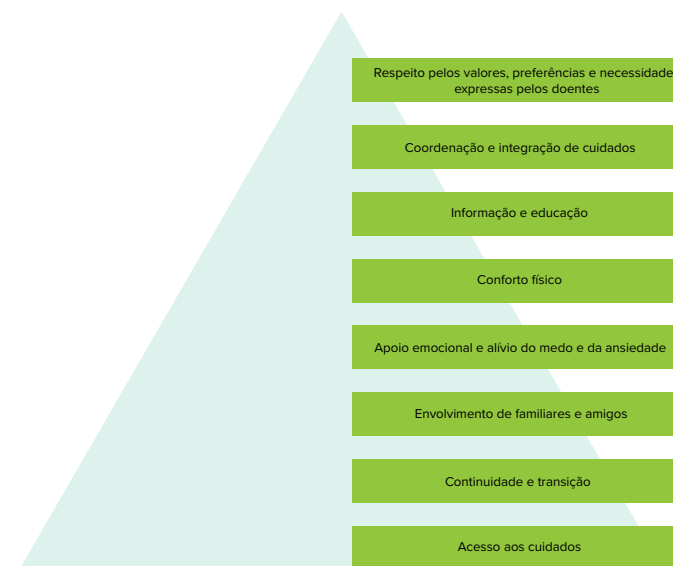 Respeito pelos valores, preferências e necessidade
expressas pelos doentes
Coordenação e integração de cuidados
Informação e educação
Conforto físico
Apoio emocional e alívio do medo e da ansiedade
Envolvimento de familiares e amigos
Continuidade e transição
Acesso aos cuidados